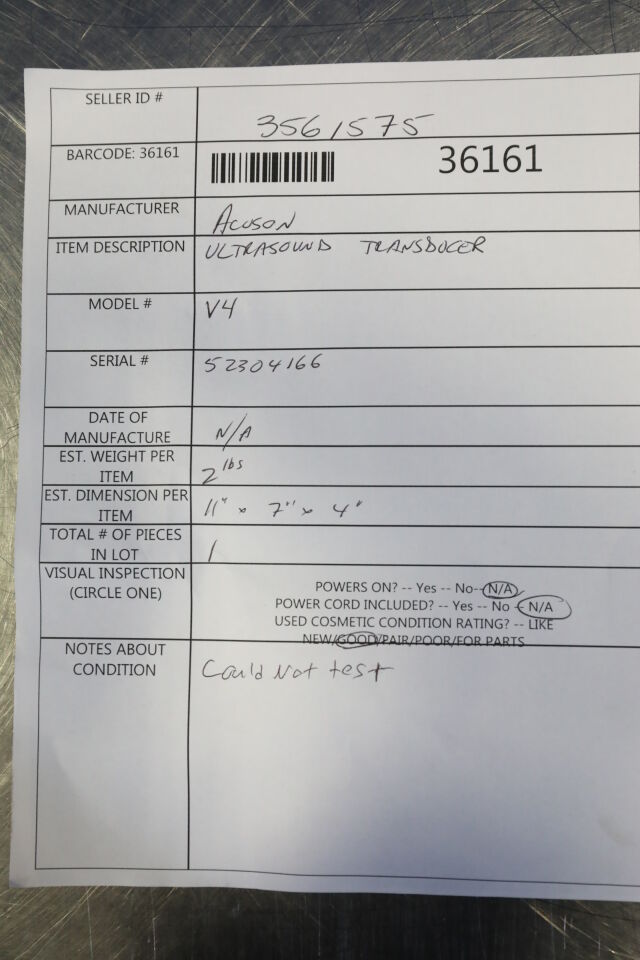 SELLER ID # 3561575
BARCODE: 36161 36161
MANUFACTURER Acuson
ITEM DESCRIPTION ULTRASOUND TRANSDUCER
MODEL # V4
SERIAL # 52304166
DATE OF
MANUFACTURE N/A
EST. WEIGHT PER
ITEM 2 lbs
EST. DIMENSION PER
ITEM 11" x 7" x 4"
TOTAL # OF PIECES
IN LOT 1
VISUAL INSPECTION
(CIRCLE ONE)
POWERS ON? -- Yes -- No--N/A
POWER CORD INCLUDED? -- Yes -- No -- N/A
USED COSMETIC CONDITION RATING? -- LIKE
NEW/GOOD/PAIR/POOR/FOR PARTS
NOTES ABOUT
CONDITION Could Not test